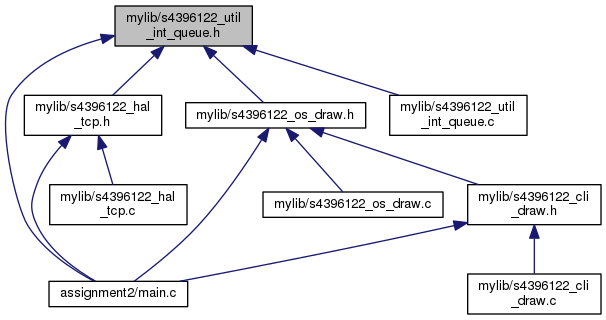 mylib/s4396122_util
_int_queue.h
mylib/s4396122_hal
_tcp.h
mylib/s4396122_os_draw.h
mylib/s4396122_util
_int_queue.c
mylib/s4396122_hal
_tcp.c
mylib/s4396122_os_draw.c
mylib/s4396122_cli
_draw.h
assignment2/main.c
mylib/s4396122_cli
_draw.c